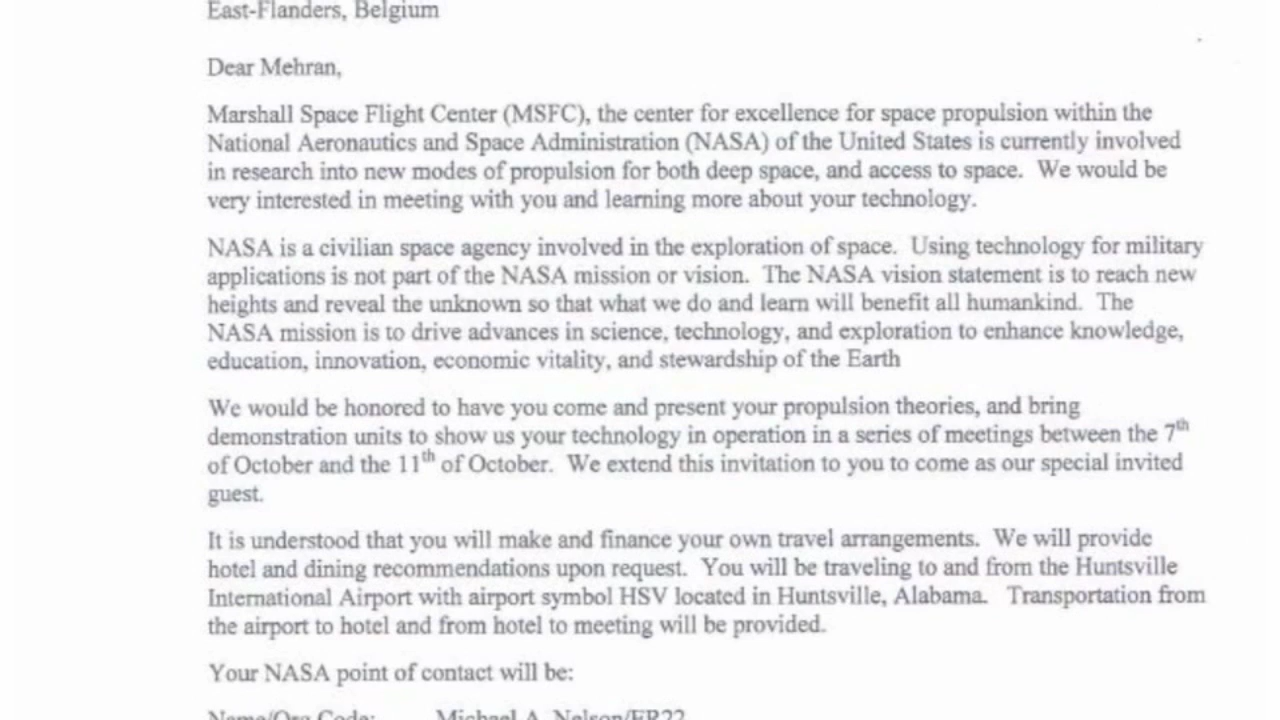 East-Flanders, Belgium
Dear Mehran,
Marshall Space Flight Center (MSFC), the center for excellence for space propulsion within the
National Aeronautics and Space Administration (NASA) of the United States is currently involved
in research into new modes of propulsion for both deep space, and access to space.  We would be
very interested in meeting with you and learning more about your technology.
NASA is a civilian space agency involved in the exploration of space.  Using technology for military
applications is not part of the NASA mission or vision.  The NASA vision statement is to reach new
heights and reveal the unknown so that what we do and learn will benefit all humankind.  The
NASA mission is to drive advances in science, technology, and exploration to enhance knowledge,
education, innovation, economic vitality, and stewardship of the Earth
We would be honored to have you come and present your propulsion theories, and bring
demonstration units to show us your technology in operation in a series of meetings between the 7th
of October and the 11th of October.  We extend this invitation to you to come as our special invited
guest.
It is understood that you will make and finance your own travel arrangements.  We will provide
hotel and dining recommendations upon request.  You will be traveling to and from the Huntsville
International Airport with airport symbol HSV located in Huntsville, Alabama.   Transportation from
the airport to hotel and from hotel to meeting will be provided.
Your NASA point of contact will be:
Name/Org Code: Michael A. Nelson/ER22